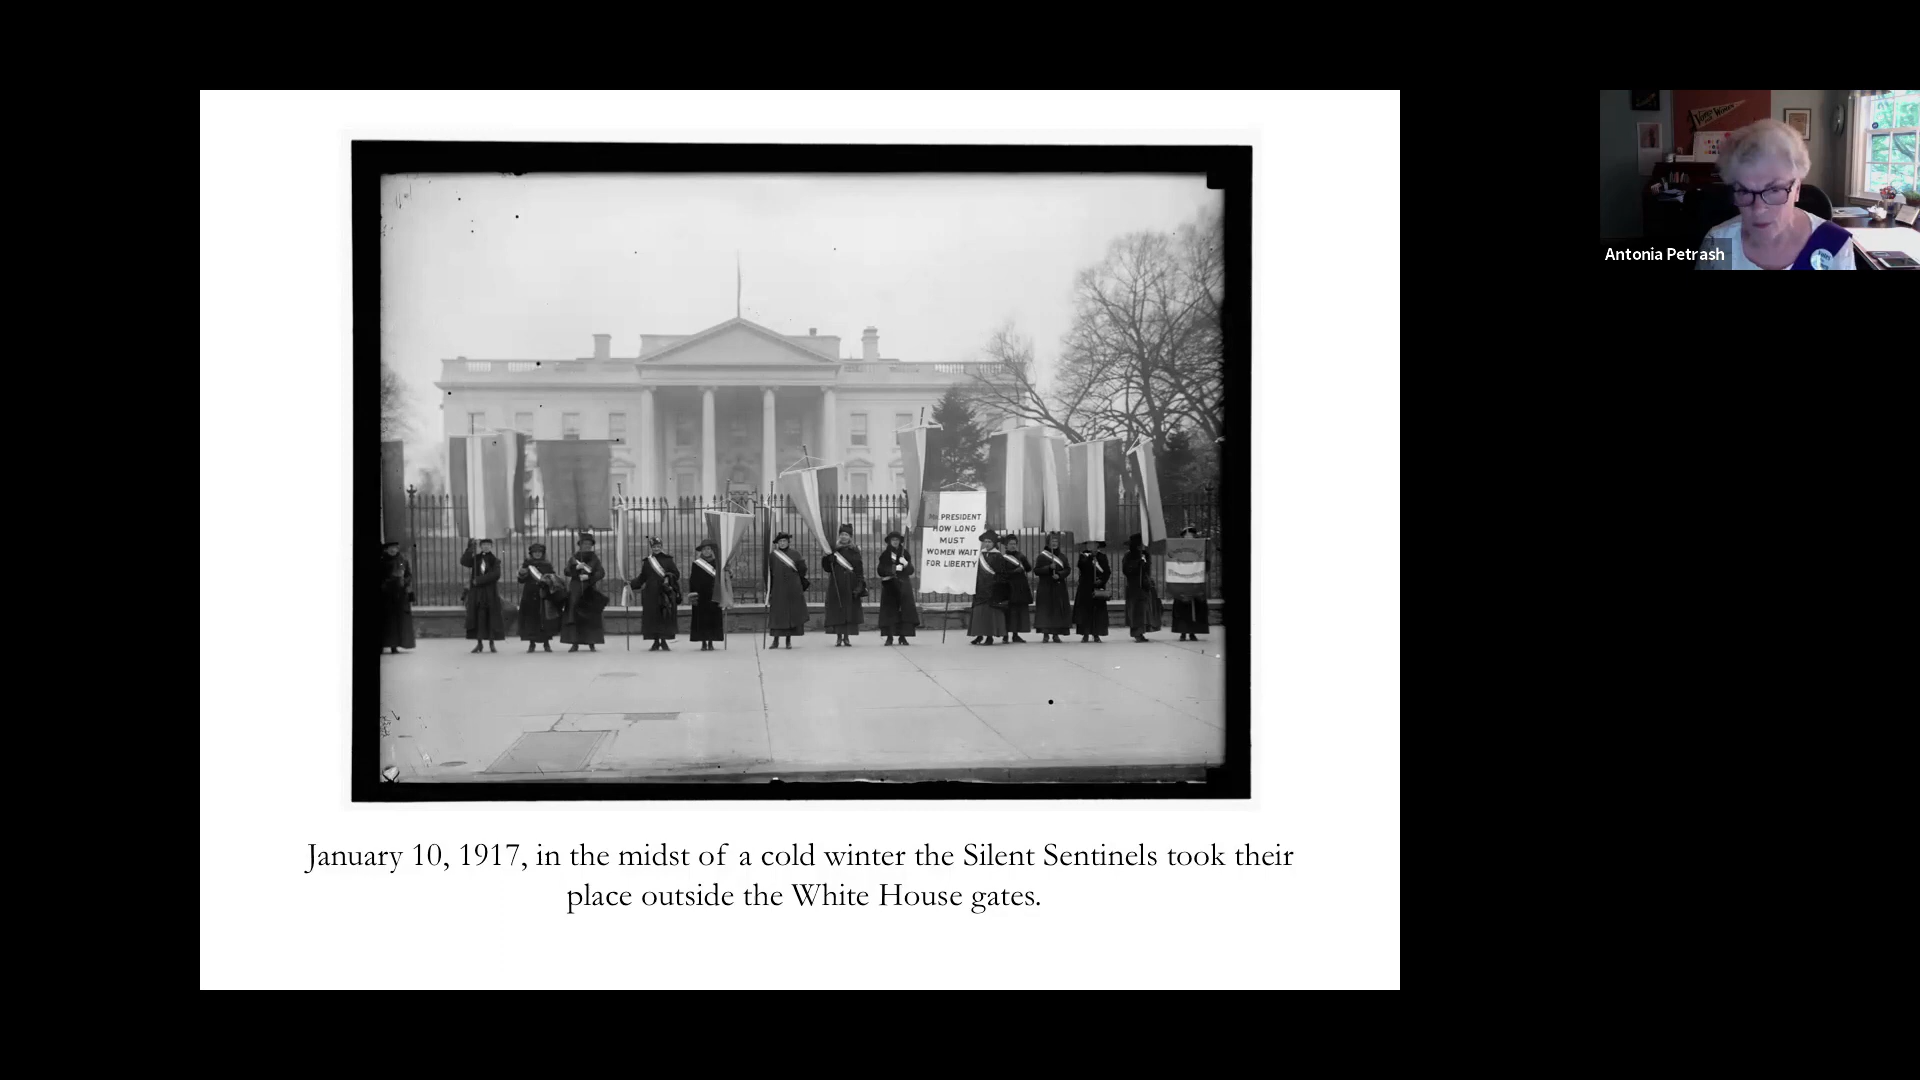 Mr. PRESIDENT
HOW LONG
MUST
WOMEN WAIT
FOR LIBERTY
January 10, 1917, in the midst of a cold winter the Silent Sentinels took their
place outside the White House gates.
Antonia Petrash